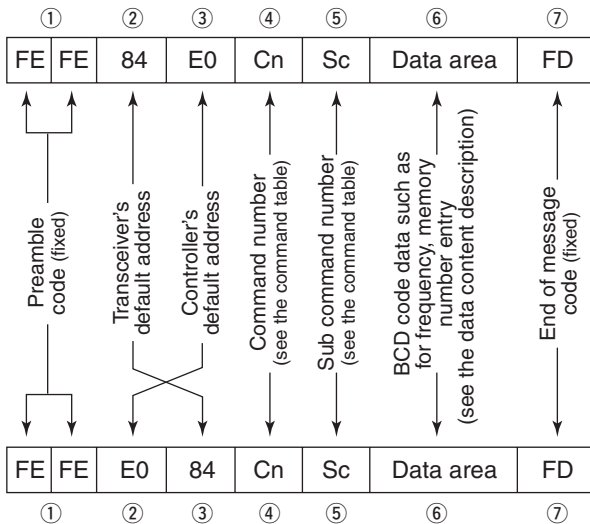 ① ② ③ ④ ⑤ ⑥ ⑦
FE FE 84 E0 Cn Sc Data area FD
Preamble
code (fixed)
Transceiver's
default address
Controller's
default address
Command number
(see the command table)
Sub command number
(see the command table)
BCD code data such as
for frequency, memory
number entry
(see the data content description)
End of message
code (fixed)
FE FE E0 84 Cn Sc Data area FD
① ② ③ ④ ⑤ ⑥ ⑦